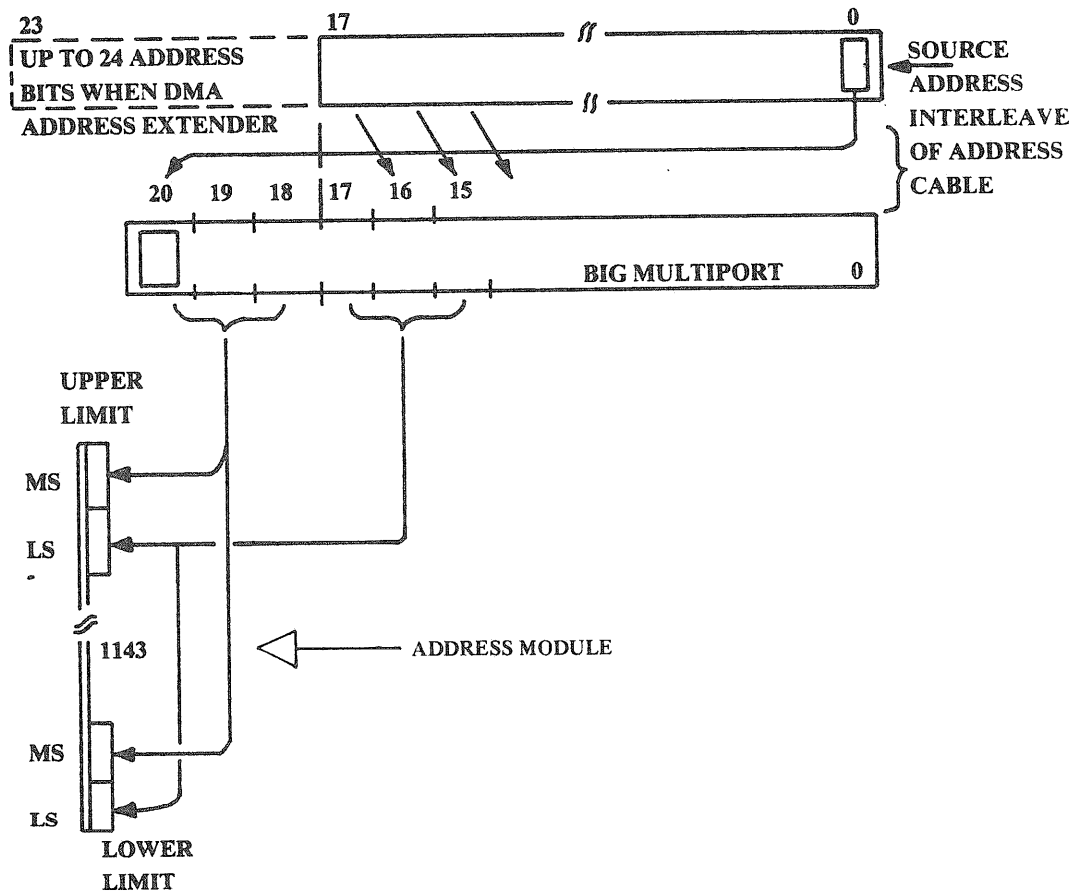 23
17
0
UP TO 24 ADDRESS
BITS WHEN DMA
ADDRESS EXTENDER
SOURCE
ADDRESS
INTERLEAVE
OF ADDRESS
CABLE
20 19 18 17 16 15
BIG MULTIPORT 0
UPPER
LIMIT
MS
LS
1143
ADDRESS MODULE
MS
LS
LOWER
LIMIT